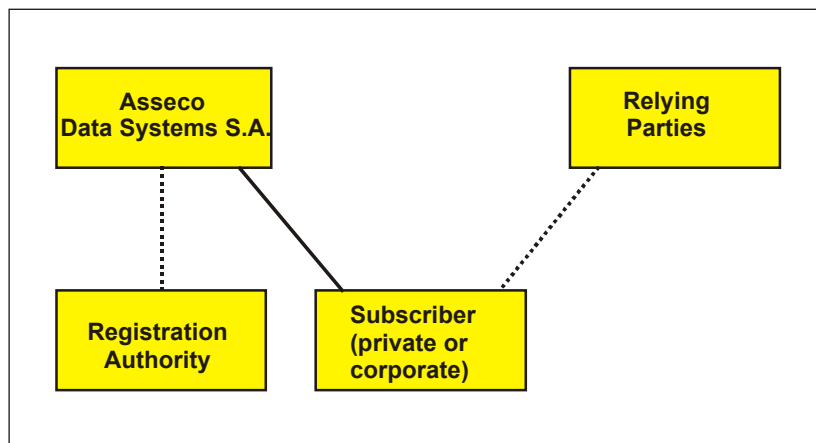 Asseco
Data Systems S.A.
Relying
Parties
Registration
Authority
Subscriber
(private or
corporate)